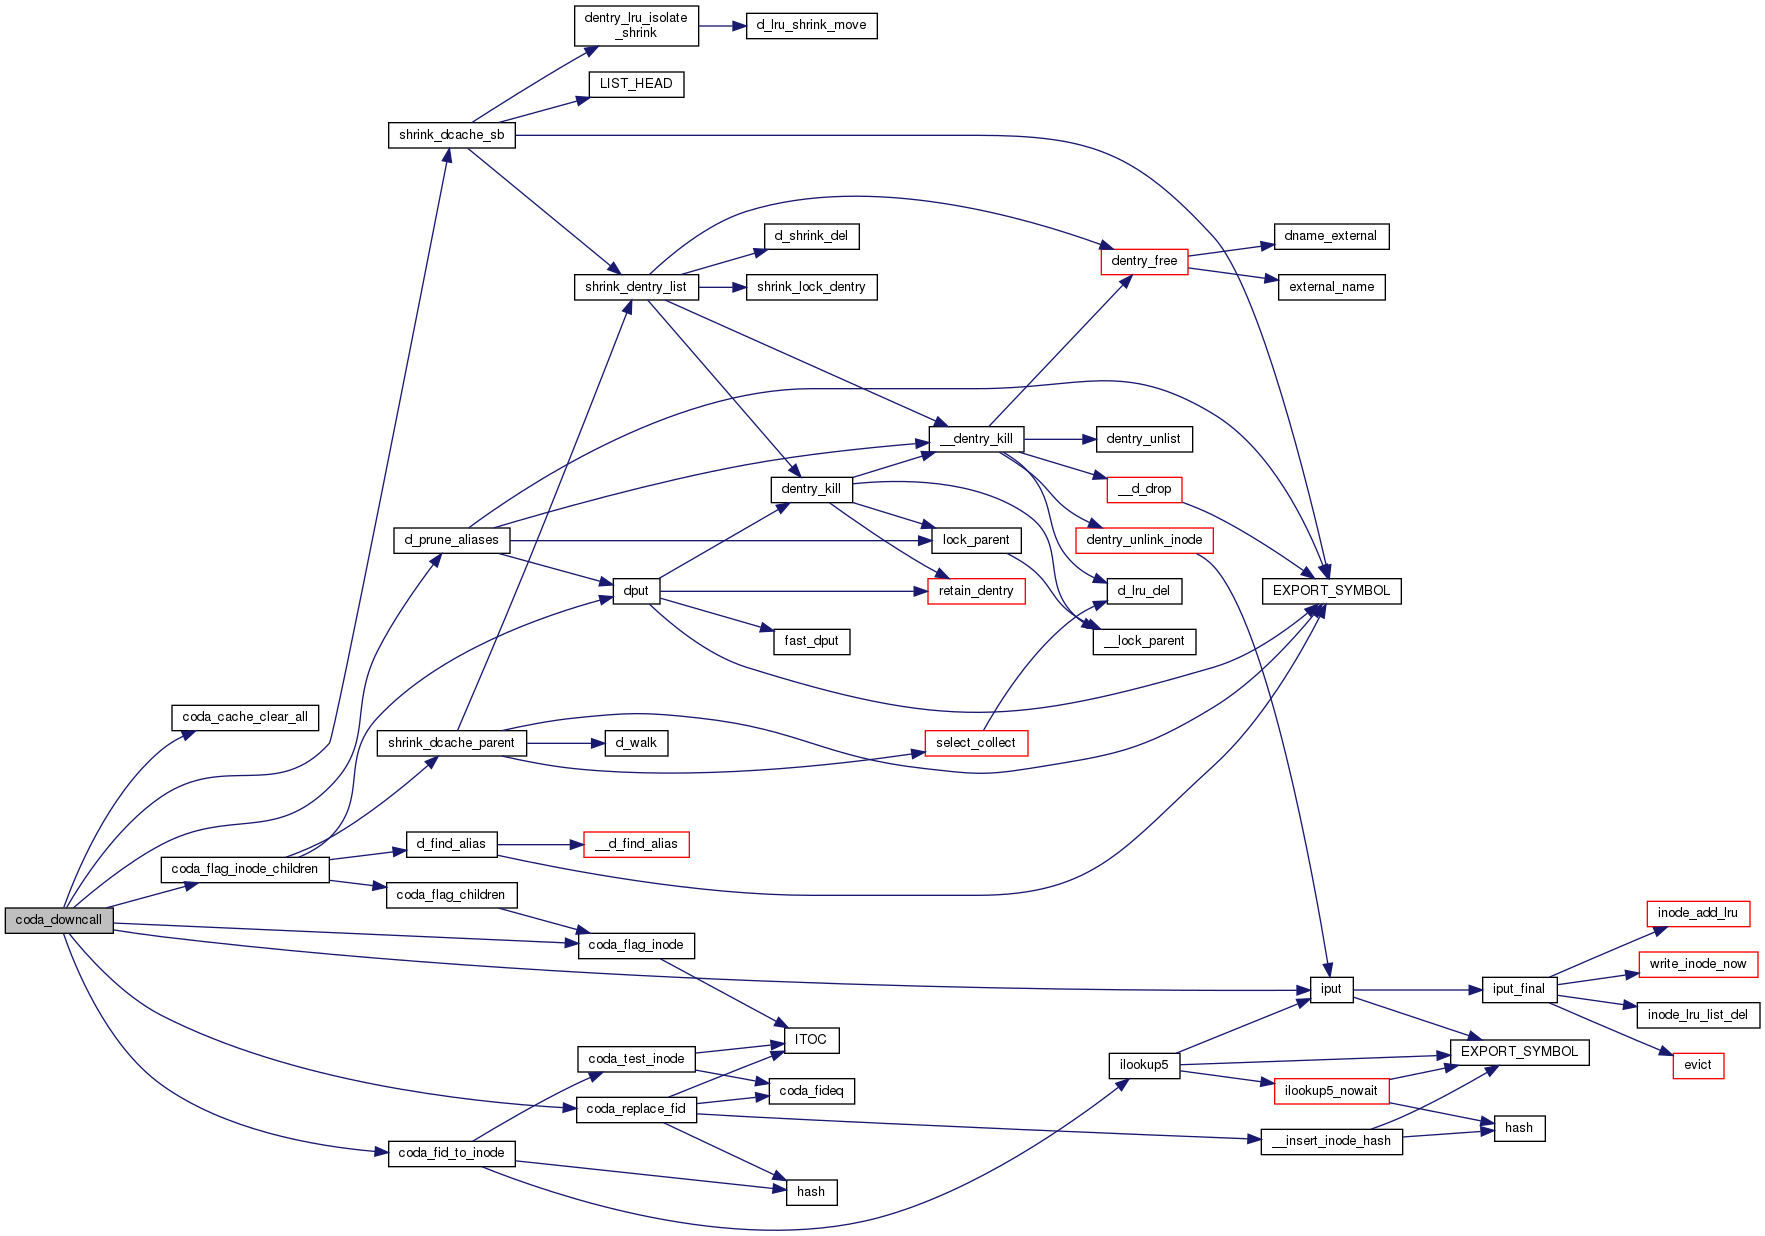 dentry_lru_isolate
_shrink
d_lru_shrink_move
LIST_HEAD
shrink_dcache_sb
d_shrink_del
dname_external
dentry_free
shrink_dentry_list
shrink_lock_dentry
external_name
__dentry_kill
dentry_unlist
dentry_kill
__d_drop
d_prune_aliases
lock_parent
dentry_unlink_inode
dput
retain_dentry
d_lru_del
EXPORT_SYMBOL
fast_dput
__lock_parent
coda_cache_clear_all
shrink_dcache_parent
d_walk
select_collect
d_find_alias
__d_find_alias
coda_flag_inode_children
coda_flag_children
inode_add_lru
coda_downcall
coda_flag_inode
write_inode_now
iput
iput_final
inode_lru_list_del
ITOC
coda_test_inode
ilookup5
EXPORT_SYMBOL
evict
coda_fideq
ilookup5_nowait
coda_replace_fid
hash
__insert_inode_hash
coda_fid_to_inode
hash